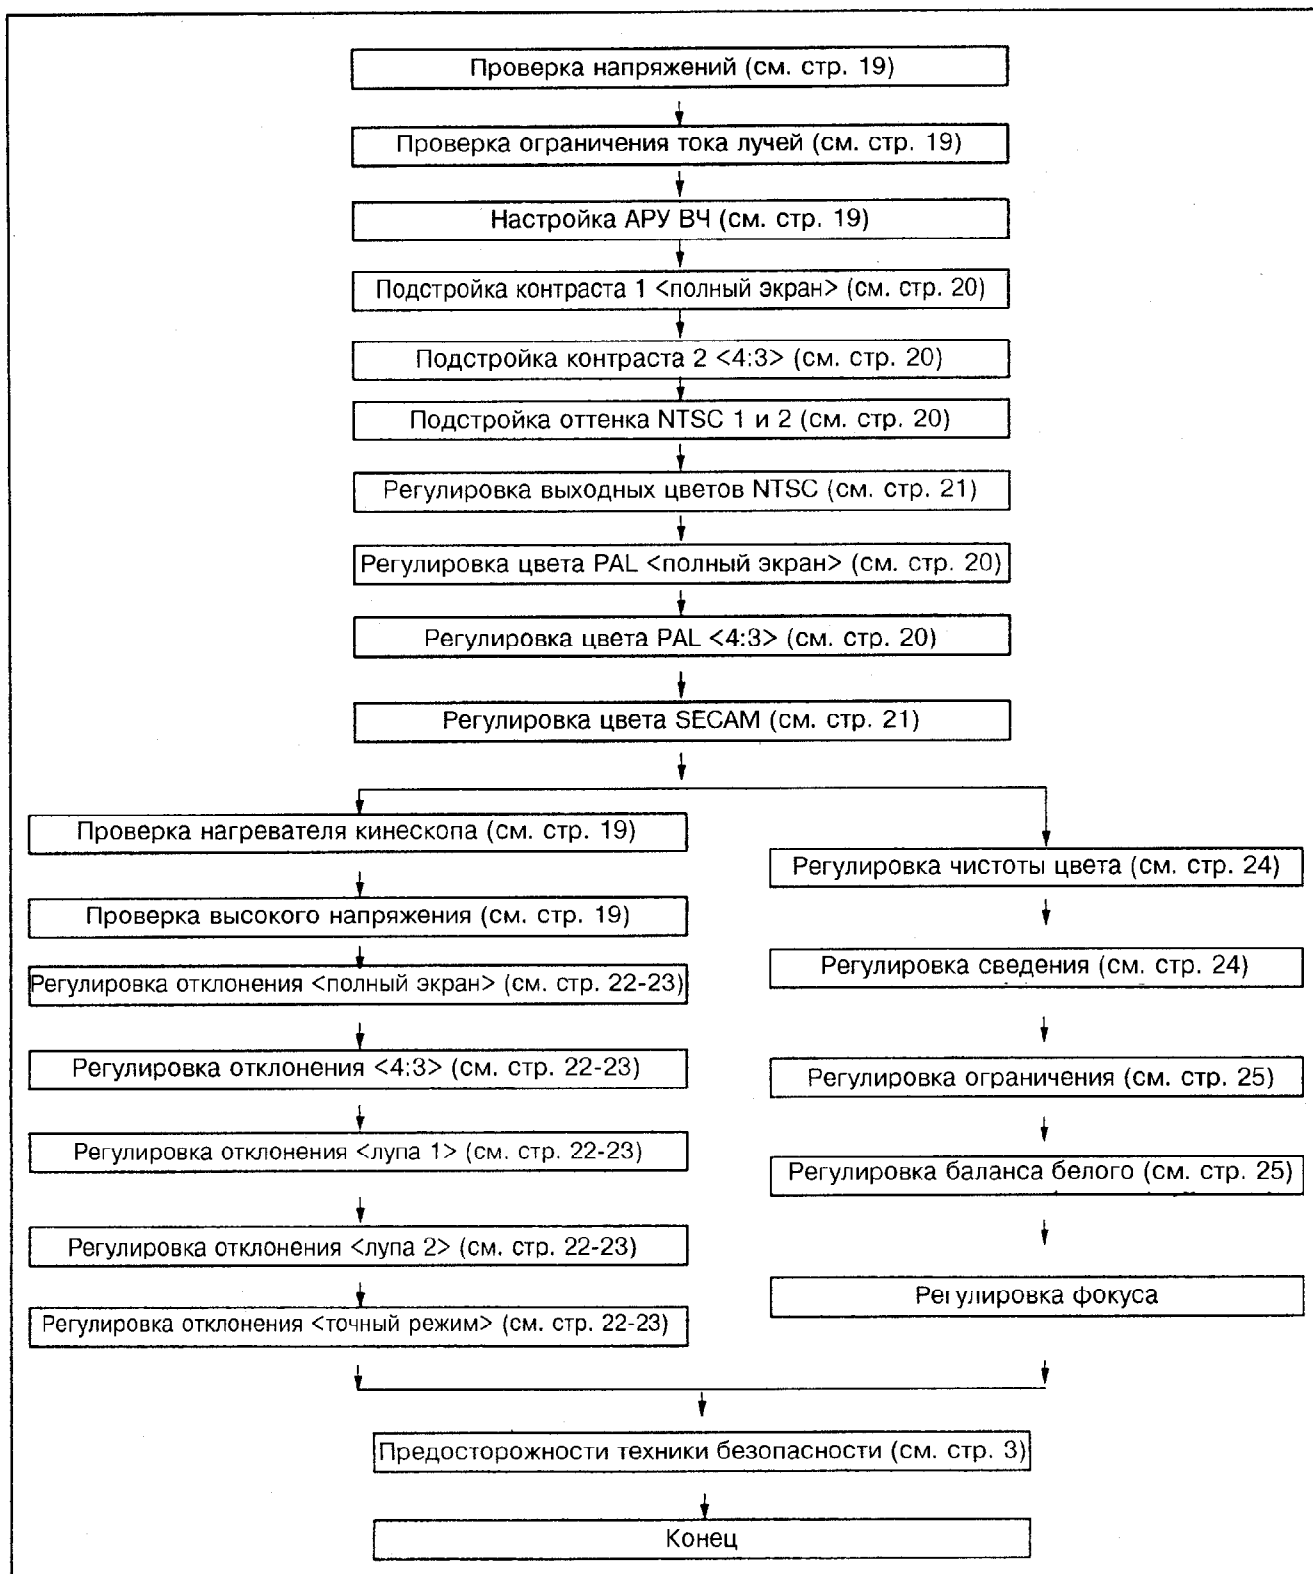 Проверка напряжений (см. стр. 19)
Проверка ограничения тока лучей (см. стр. 19)
Настройка АРУ ВЧ (см. стр. 19)
Подстройка контраста 1 <полный экран> (см. стр. 20)
Подстройка контраста 2 <4:3> (см. стр. 20)
Подстройка оттенка NTSC 1 и 2 (см. стр. 20)
Регулировка выходных цветов NTSC (см. стр. 21)
Регулировка цвета PAL <полный экран> (см. стр. 20)
Регулировка цвета PAL <4:3> (см. стр. 20)
Регулировка цвета SECAM (см. стр. 21)
Проверка нагревателя кинескопа (см. стр. 19)
Проверка высокого напряжения (см. стр. 19)
Регулировка отклонения <полный экран> (см. стр. 22-23)
Регулировка отклонения <4:3> (см. стр. 22-23)
Регулировка отклонения <лупа 1> (см. стр. 22-23)
Регулировка отклонения <лупа 2> (см. стр. 22-23)
Регулировка отклонения <точный режим> (см. стр. 22-23)
Регулировка чистоты цвета (см. стр. 24)
Регулировка сведения (см. стр. 24)
Регулировка ограничения (см. стр. 25)
Регулировка баланса белого (см. стр. 25)
Регулировка фокуса
Предосторожности техники безопасности (см. стр. 3)
Конец